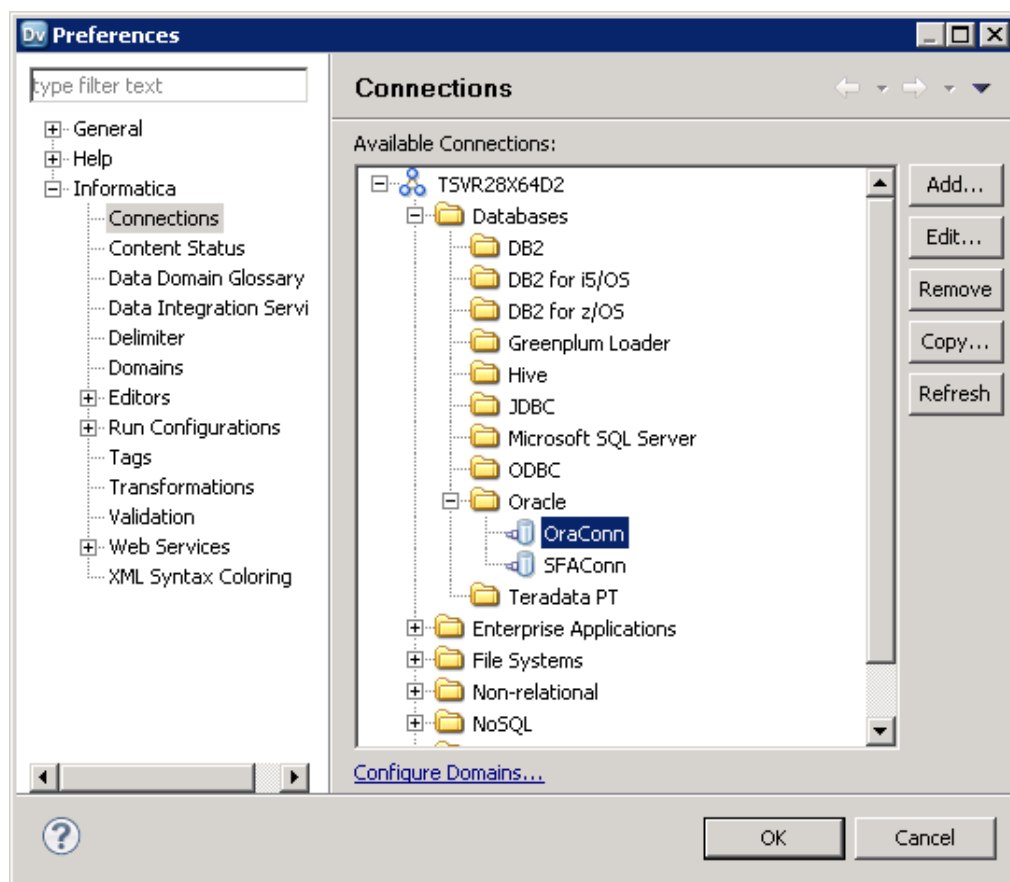 Dv Preferences
type filter text
General
Help
Informatica
Connections
Content Status
Data Domain Glossary
Data Integration Servi
Delimiter
Domains
Editors
Run Configurations
Tags
Transformations
Validation
Web Services
XML Syntax Coloring
Connections
Available Connections:
TSVR28X64D2
Databases
DB2
DB2 for i5/OS
DB2 for z/OS
Greenplum Loader
Hive
JDBC
Microsoft SQL Server
ODBC
Oracle
OraConn
SFAConn
Teradata PT
Enterprise Applications
File Systems
Non-relational
NoSQL
Add...
Edit...
Remove
Copy...
Refresh
Configure Domains...
?
OK
Cancel